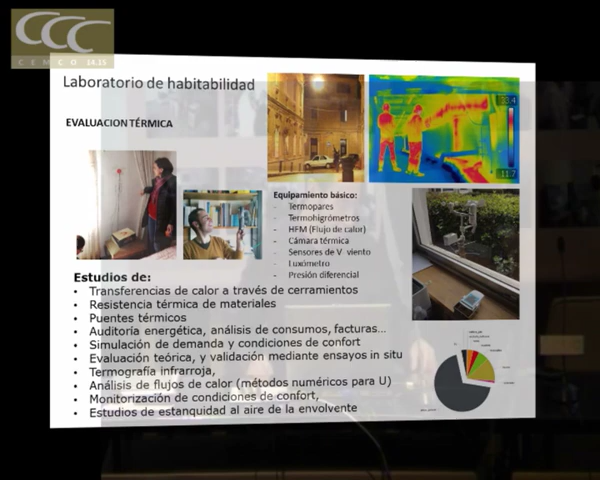 CCC
CEMCO 14.15
Laboratorio de habitabilidad
EVALUACION TÉRMICA
Equipamiento básico:
- Termopares
- Termohigrómetros
- HFM (Flujo de calor)
- Cámara térmica
- Sensores de V viento
- Luxómetro
- Presión diferencial
Estudios de:
• Transferencias de calor a través de cerramientos
• Resistencia térmica de materiales
• Puentes térmicos
• Auditoría energética, análisis de consumos, facturas...
• Simulación de demanda y condiciones de confort
• Evaluación teórica, y validación mediante ensayos in situ
• Termografía infrarroja,
• Análisis de flujos de calor (métodos numéricos para U)
• Monitorización de condiciones de confort,
• Estudios de estanquidad al aire de la envolvente